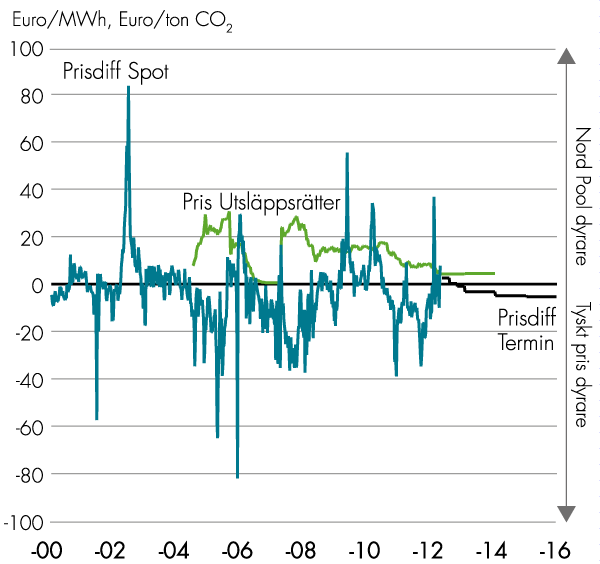 Euro/MWh, Euro/ton CO₂
100
80
60
40
20
0
-20
-40
-60
-80
-100
Prisdiff Spot
Pris Utsläppsrätter
Prisdiff
Termin
Nord Pool dyrare
Tyskt pris dyrare
-00 -02 -04 -06 -08 -10 -12 -14 -16